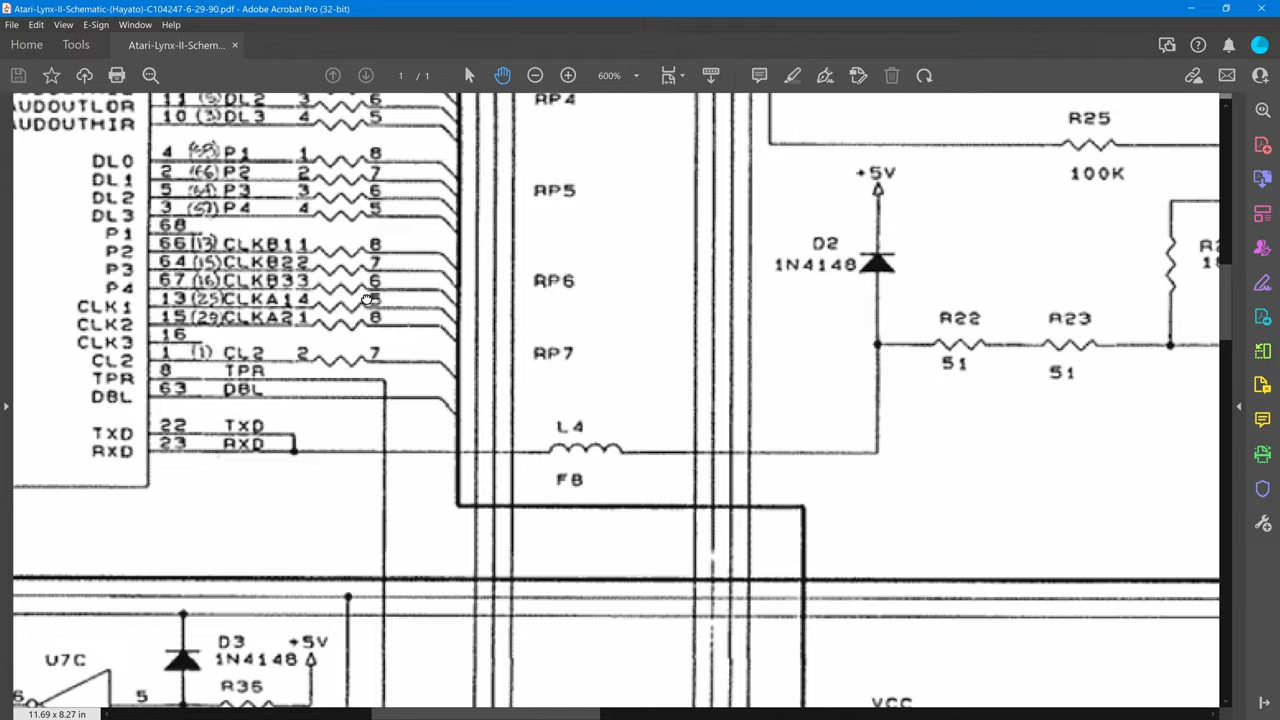 Atari-Lynx-II-Schematic-(Hayato)-C104247-6-29-90.pdf - Adobe Acrobat Pro (32-bit)
File Edit View E-Sign Window Help
Home Tools Atari-Lynx-II-Schem... ×
1 / 1 600%
AUDOUTLOR 11 (5) DL2 3 6 RP4
AUDOUTHIR 10 (3) DL3 4 5
R25
100K
DL0 4 P1 1 8
DL1 2 (66) P2 2 7
DL2 5 P3 3 6 RP5
DL3 3 P4 4 5
P1 68
P2 66 (13) CLKB1 1 8
P3 64 (15) CLKB2 2 7
P4 67 (16) CLKB3 3 6 RP6
CLK1 13 (25) CLKA1 4 5
CLK2 15 (29) CLKA2 1 8
CLK3 16
CL2 1 (1) CL2 2 7 RP7
TPR 8 TPR
DBL 63 DBL
TXD 22 TXD
RXD 23 RXD
L4
FB
+5V
D2
1N4148
R22
51
R23
51
U7C
6
5
D3
1N4148
+5V
R36
VCC
11.69 x 8.27 in